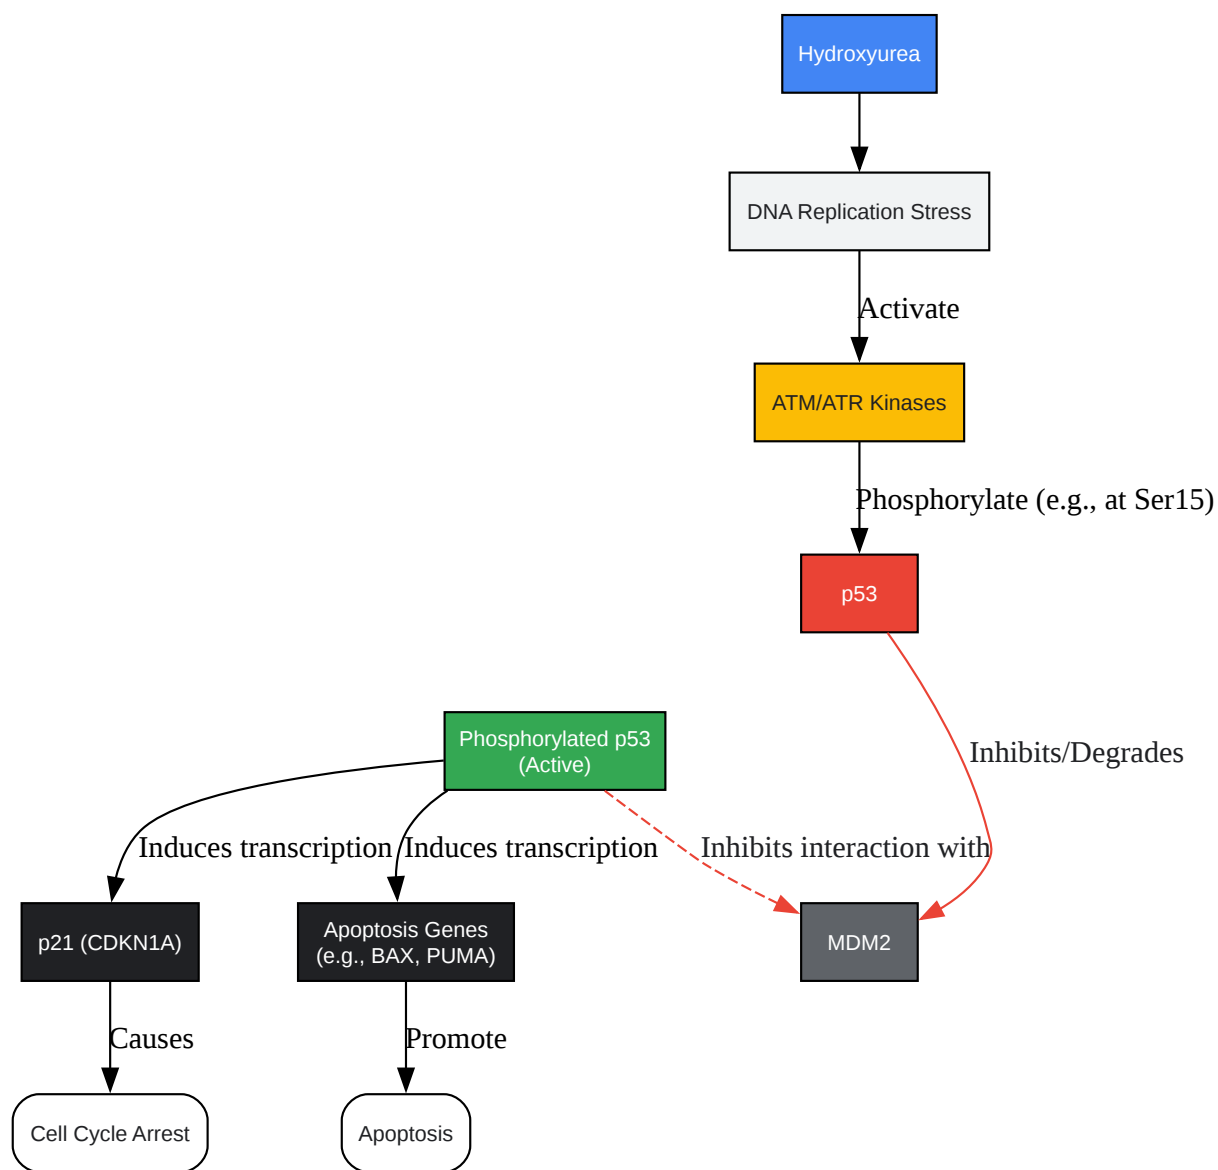 Hydroxyurea
DNA Replication Stress
Activate
ATM/ATR Kinases
Phosphorylate (e.g., at Ser15)
p53
Phosphorylated p53
(Active)
Inhibits/Degrades
Induces transcription
Induces transcription
Inhibits interaction with
p21 (CDKN1A)
Apoptosis Genes
(e.g., BAX, PUMA)
MDM2
Causes
Promote
Cell Cycle Arrest
Apoptosis